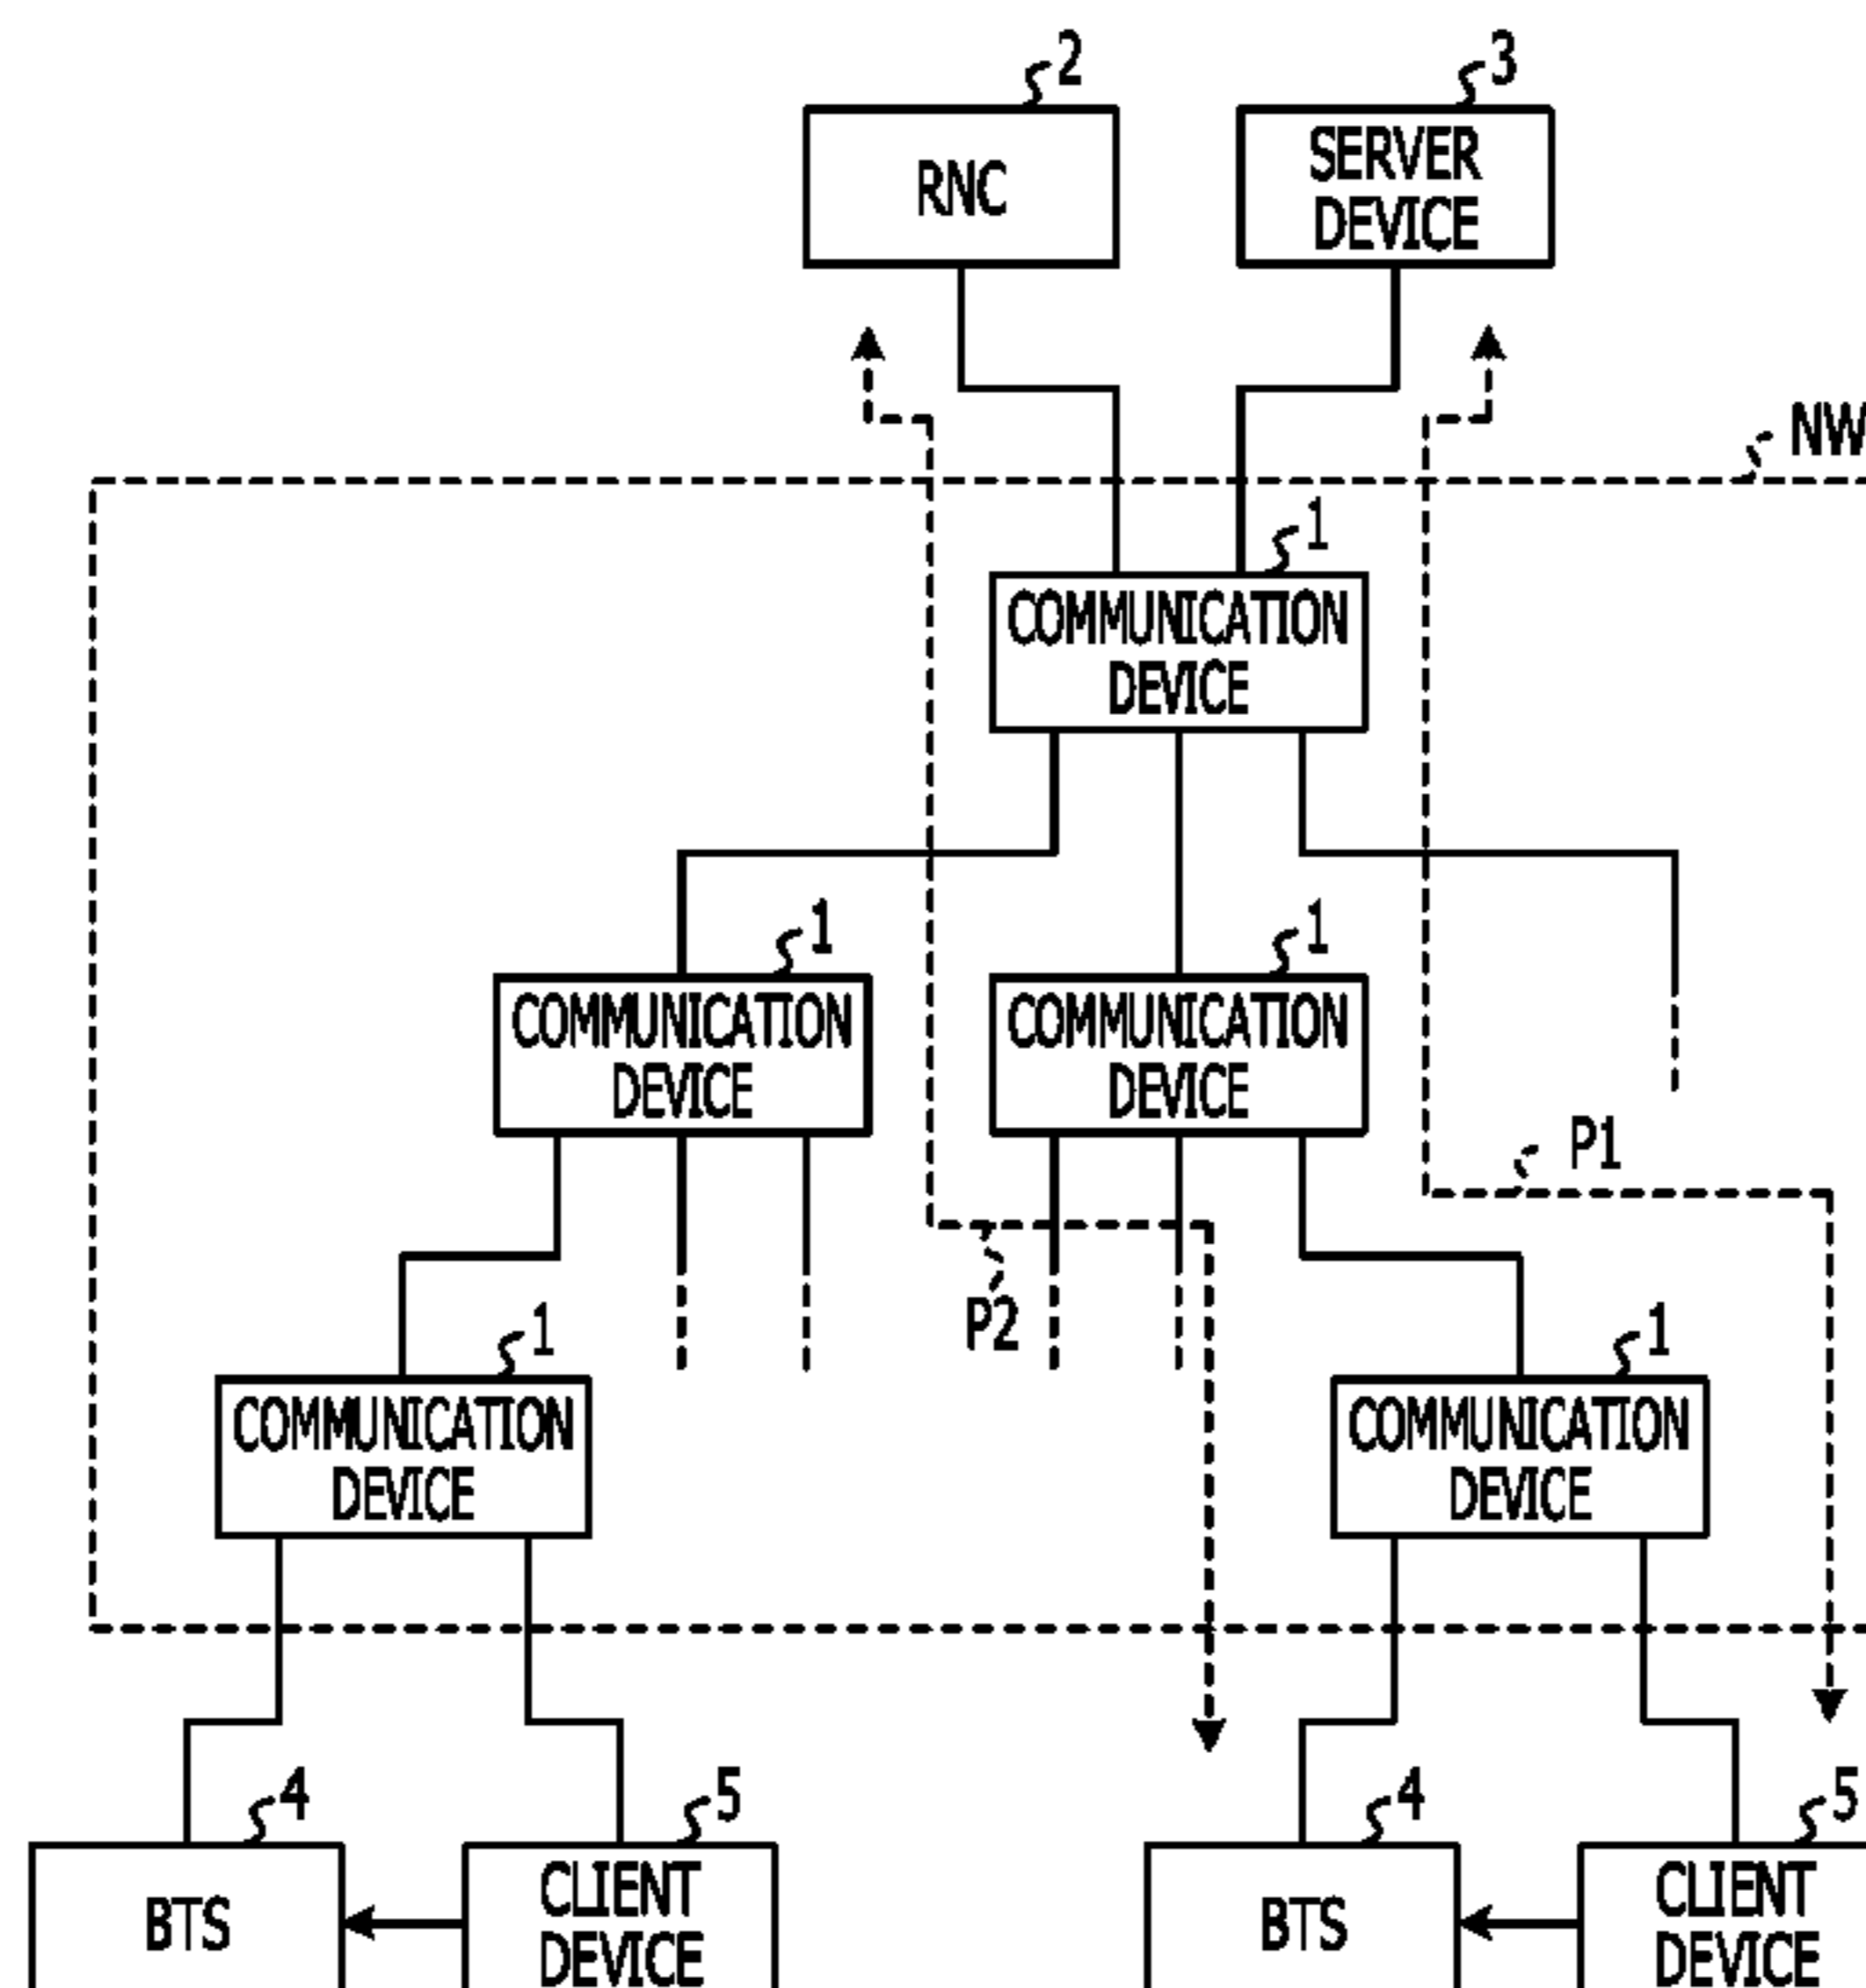 2
3
RNC
SERVER
DEVICE
NW
1
COMMUNICATION
DEVICE
1
1
COMMUNICATION
DEVICE
COMMUNICATION
DEVICE
P1
P2
1
1
COMMUNICATION
DEVICE
COMMUNICATION
DEVICE
4
5
4
5
BTS
CLIENT
DEVICE
BTS
CLIENT
DEVICE